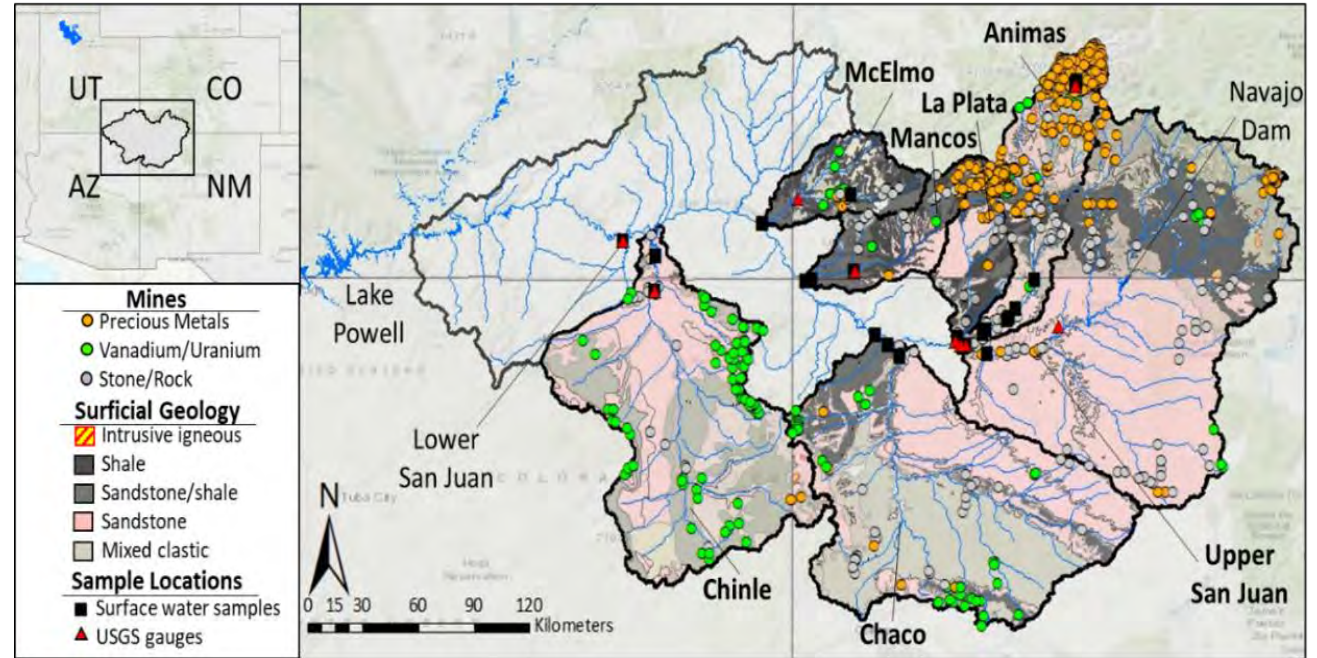 UT
CO
AZ
NM
Mines
Precious Metals
Vanadium/Uranium
Stone/Rock
Surficial Geology
Intrusive igneous
Shale
Sandstone/shale
Sandstone
Mixed clastic
Sample Locations
Surface water samples
USGS gauges
Animas
McElmo
La Plata
Mancos
Navajo
Dam
Lake
Powell
Lower
San Juan
N
Tuba City
Chinle
Chaco
Upper
San Juan
0 15 30 60 90 120
Kilometers